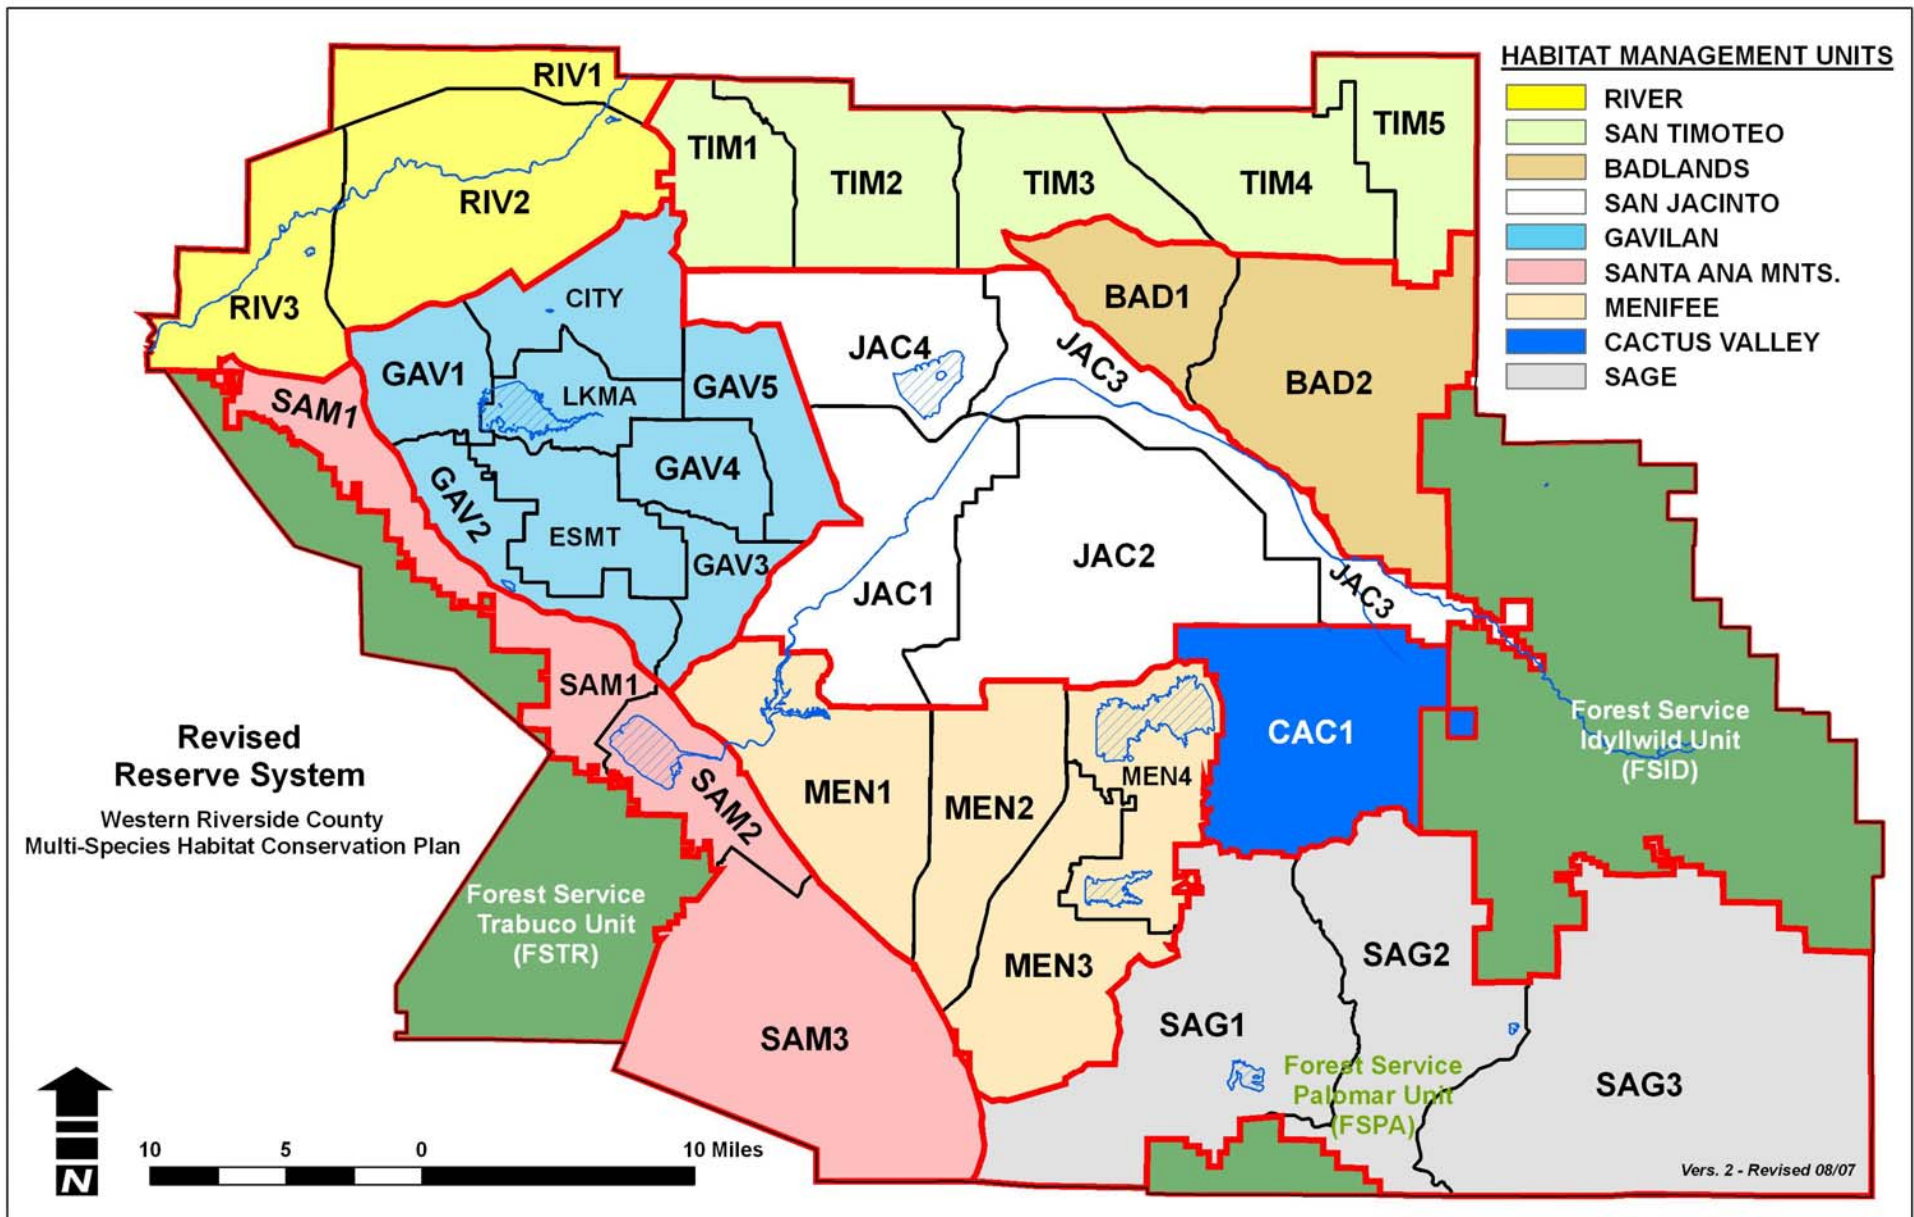 HABITAT MANAGEMENT UNITS
RIVER
SAN TIMOTEO
BADLANDS
SAN JACINTO
GAVILAN
SANTA ANA MNTS.
MENIFEE
CACTUS VALLEY
SAGE
RIV1
RIV2
RIV3
TIM1
TIM2
TIM3
TIM4
TIM5
CITY
GAV1
LKMA
GAV5
GAV4
GAV2
ESMT
GAV3
JAC4
JAC3
BAD1
BAD2
SAM1
JAC1
JAC2
JAC3
SAM1
SAM2
MEN1
MEN2
MEN4
CAC1
Forest Service
Idyllwild Unit
(FSID)
Revised
Reserve System
Western Riverside County
Multi-Species Habitat Conservation Plan
Forest Service
Trabuco Unit
(FSTR)
MEN3
SAM3
SAG1
SAG2
SAG3
Forest Service
Palomar Unit
(FSPA)
N
10 5 0 10 Miles
Vers. 2 - Revised 08/07